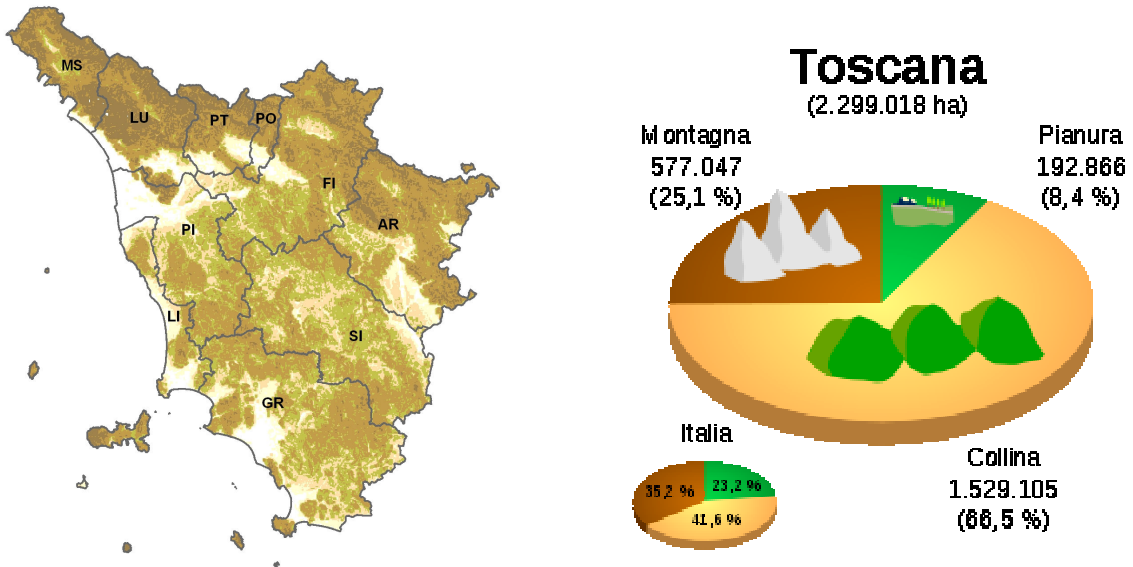 MS
LU
PT
PO
FI
AR
PI
LI
SI
GR
Toscana
(2.299.018 ha)
Montagna
577.047
(25,1 %)
Pianura
192.866
(8,4 %)
Collina
1.529.105
(66,5 %)
Italia
35,2 %
23,2 %
41,6 %